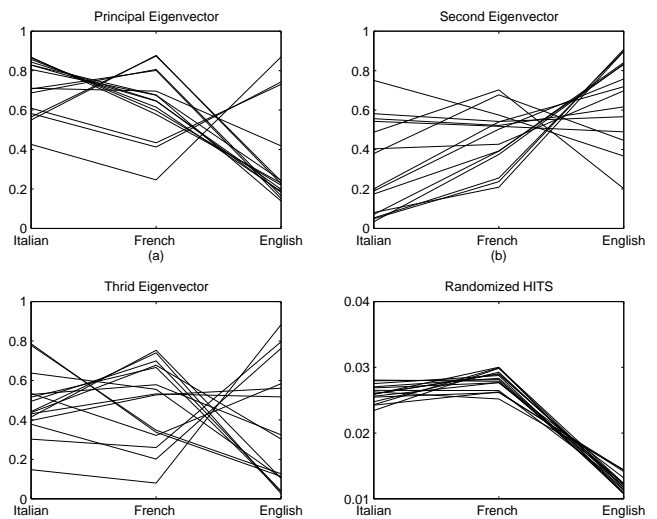 Principal Eigenvector
1
0.8
0.6
0.4
0.2
0
Italian French English
(a)
Second Eigenvector
1
0.8
0.6
0.4
0.2
0
Italian French English
(b)
Thrid Eigenvector
1
0.8
0.6
0.4
0.2
0
Italian French English
Randomized HITS
0.04
0.03
0.02
0.01
Italian French English